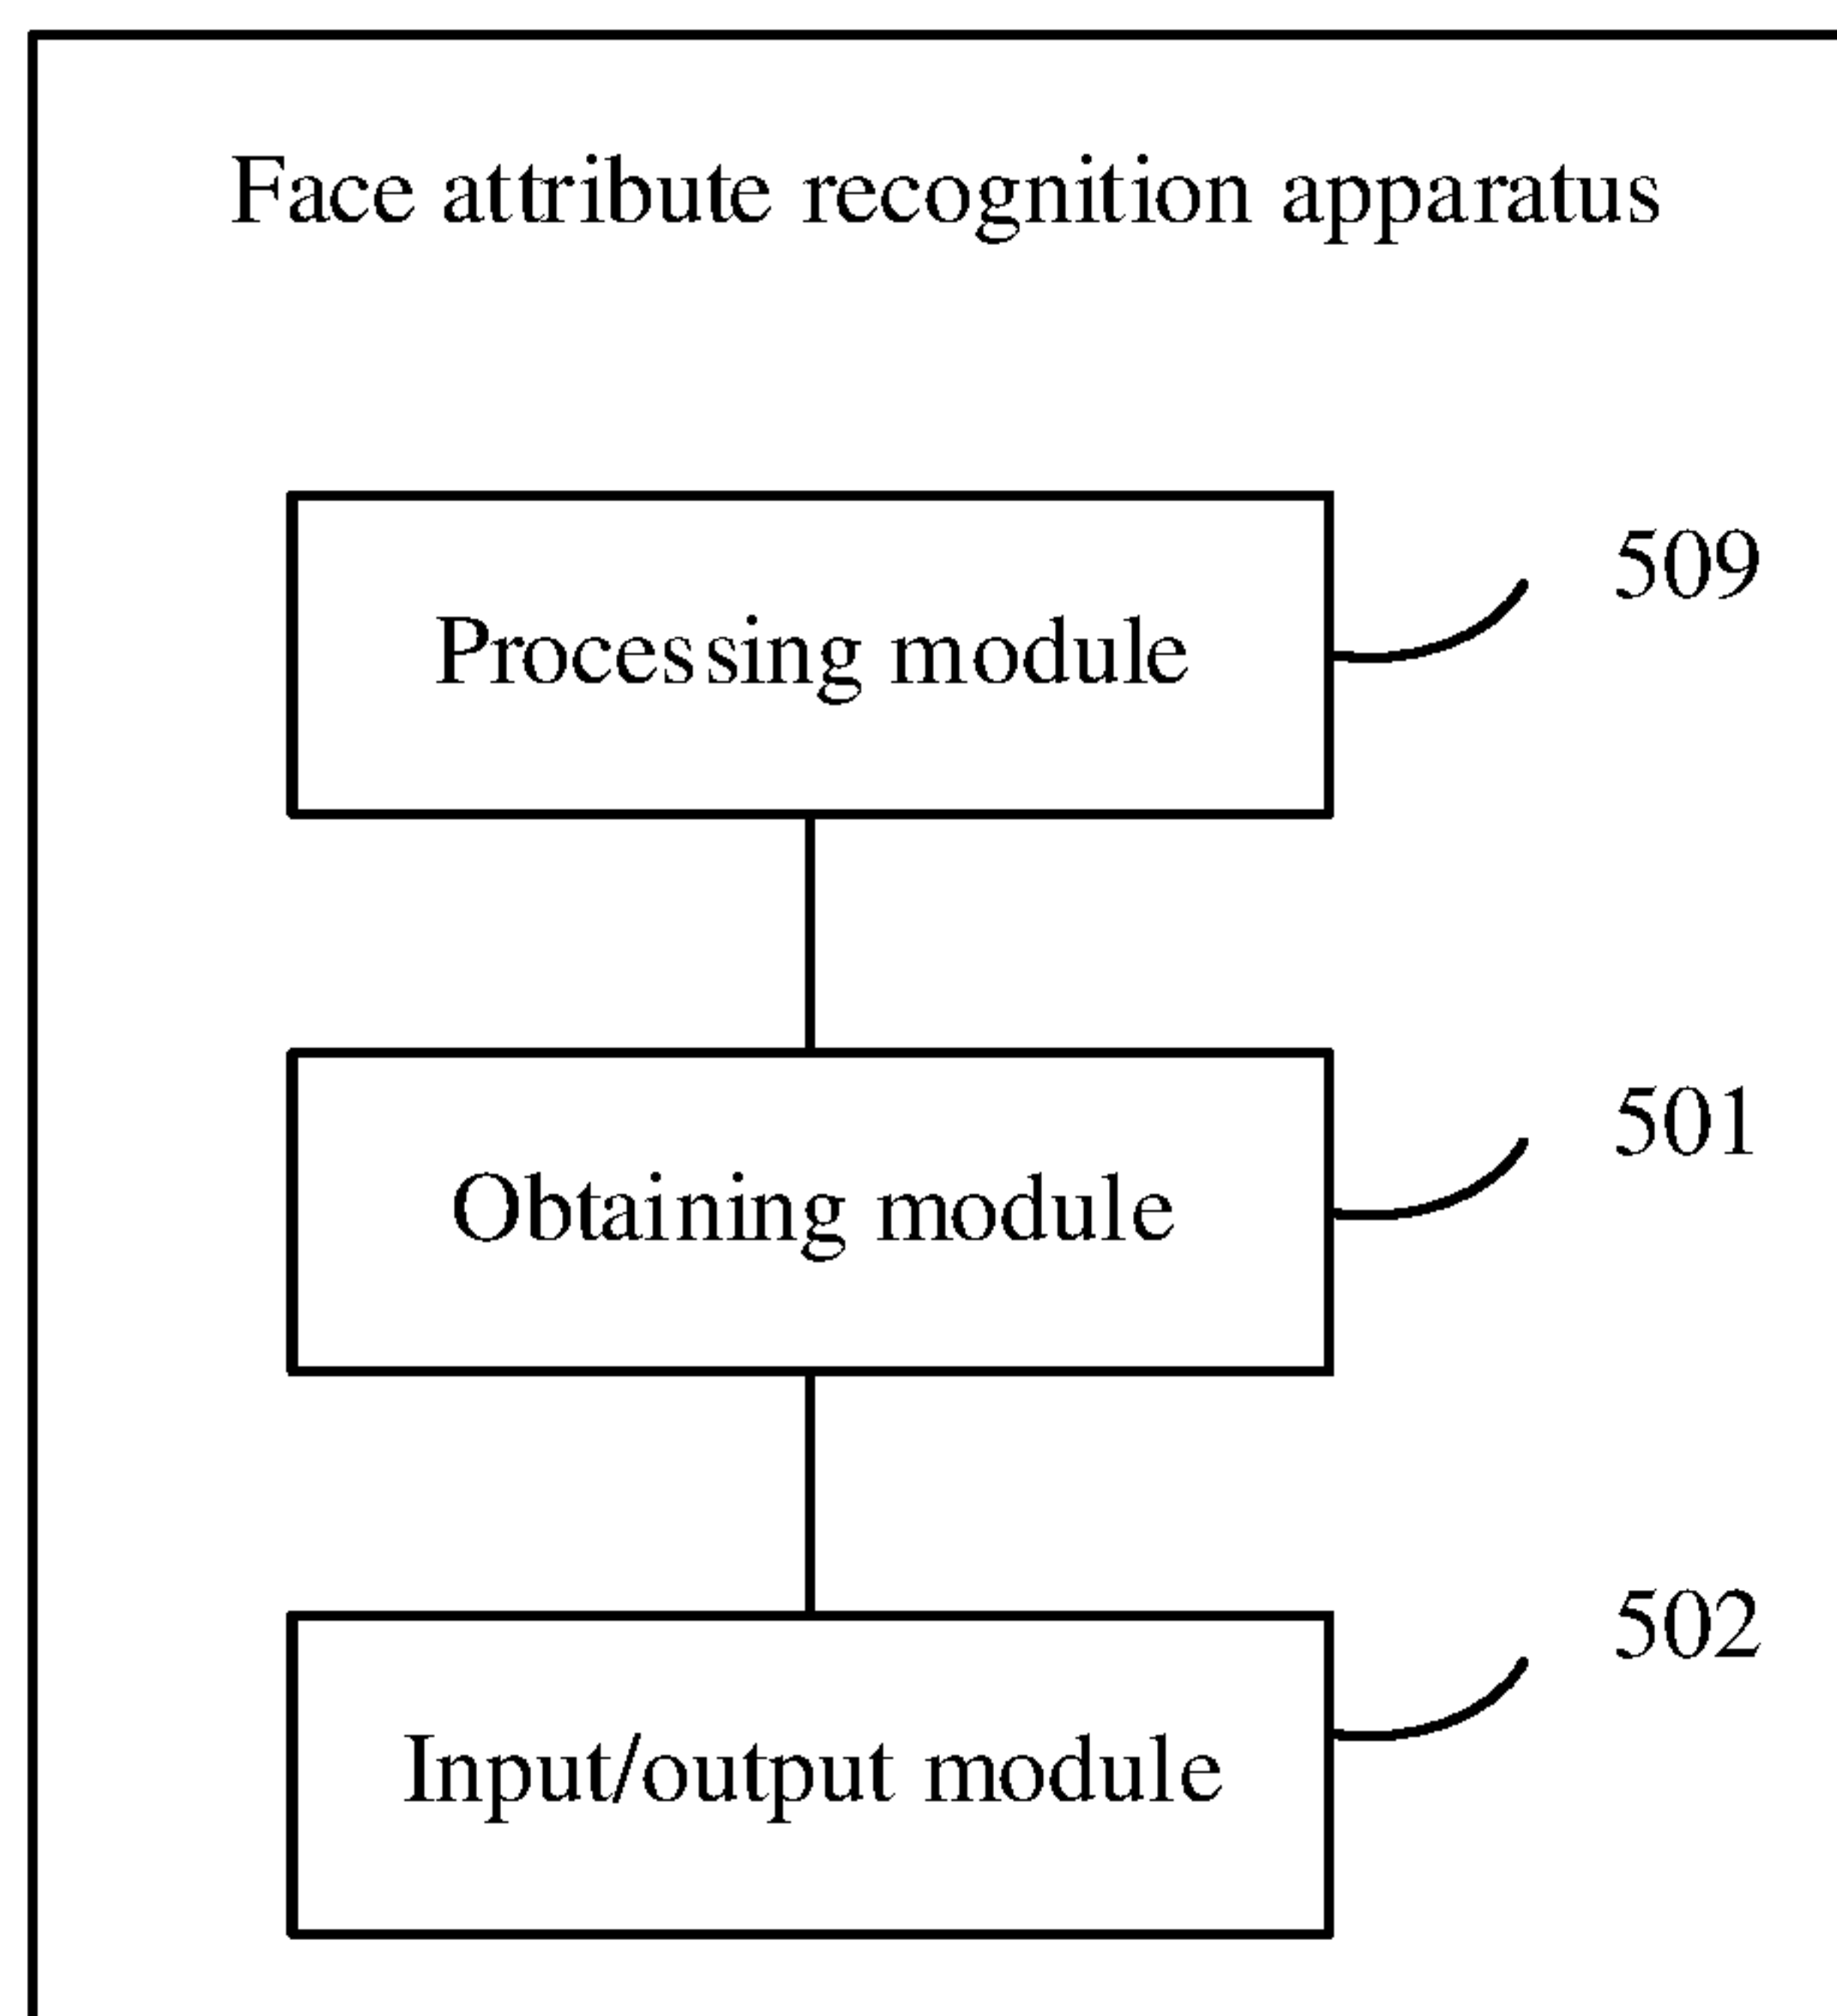 Face attribute recognition apparatus
509
Processing module
501
Obtaining module
502
Input/output module